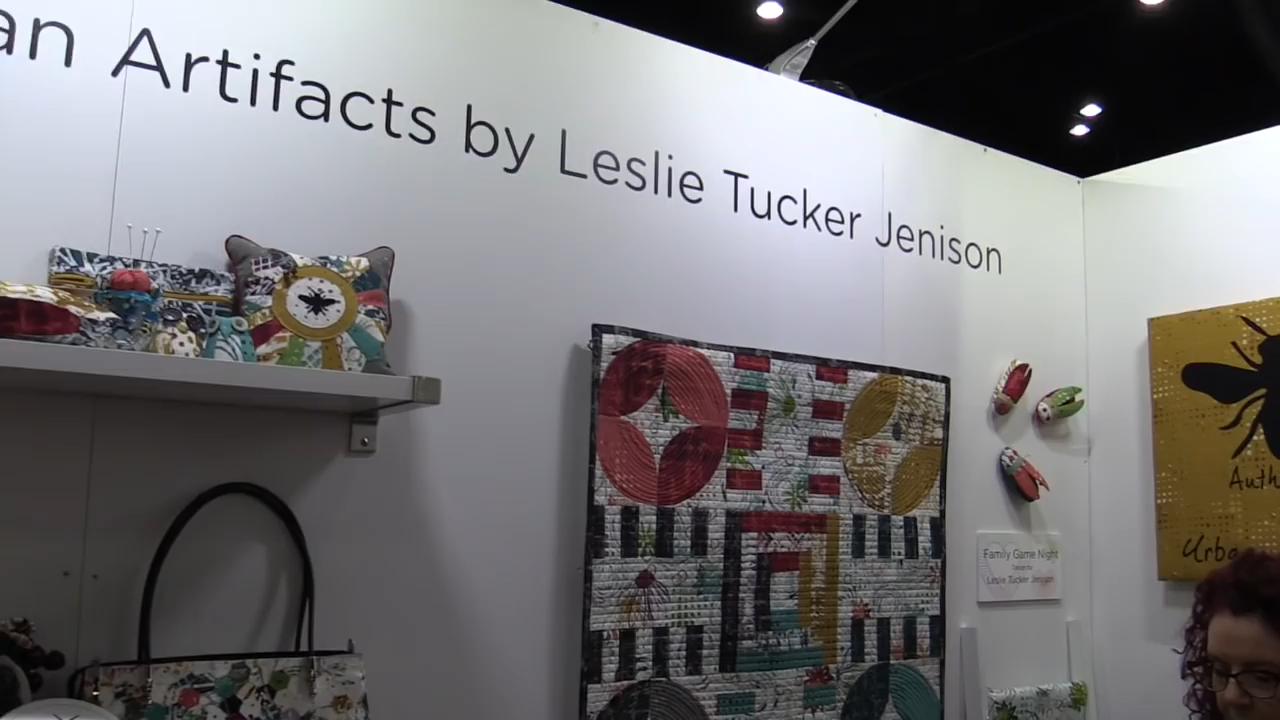 an Artifacts by Leslie Tucker Jenison
Family Game Night
Leslie Tucker Jenison
Auth
Urba